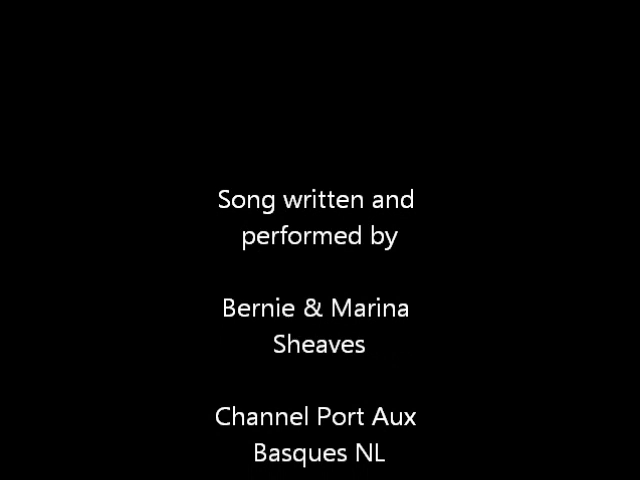 Song written and
performed by
Bernie & Marina
Sheaves
Channel Port Aux
Basques NL